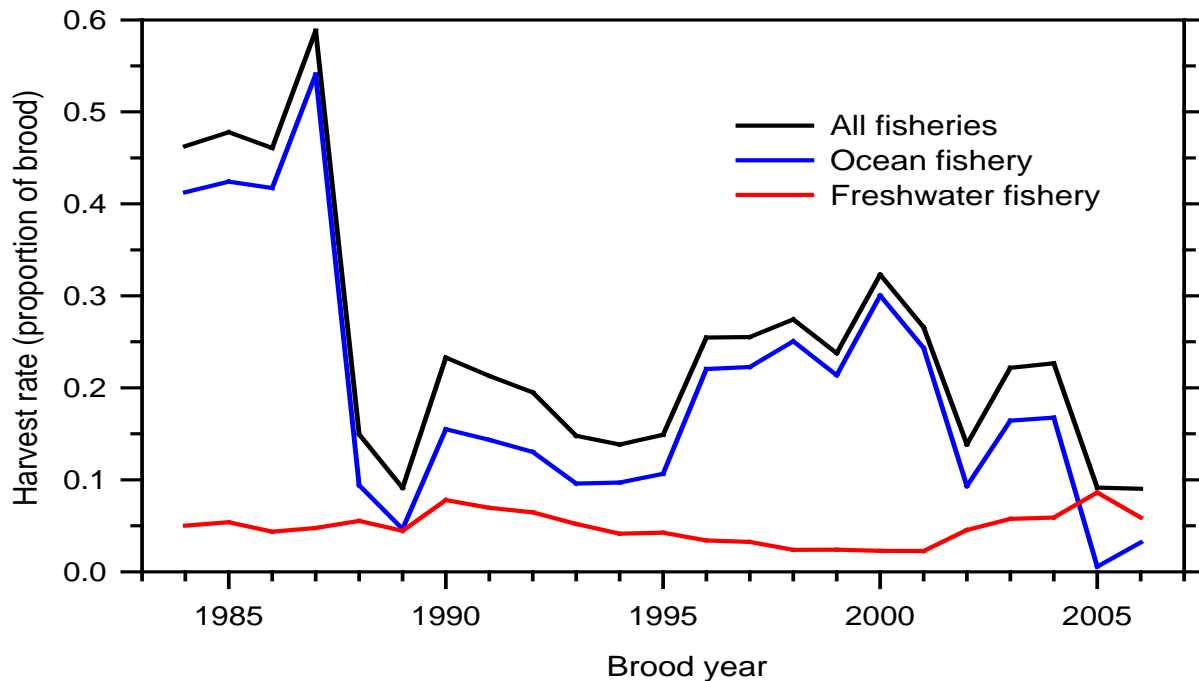 Harvest rate (proportion of brood)
0.6
0.5
0.4
0.3
0.2
0.1
0.0
All fisheries
Ocean fishery
Freshwater fishery
1985 1990 1995 2000 2005
Brood year